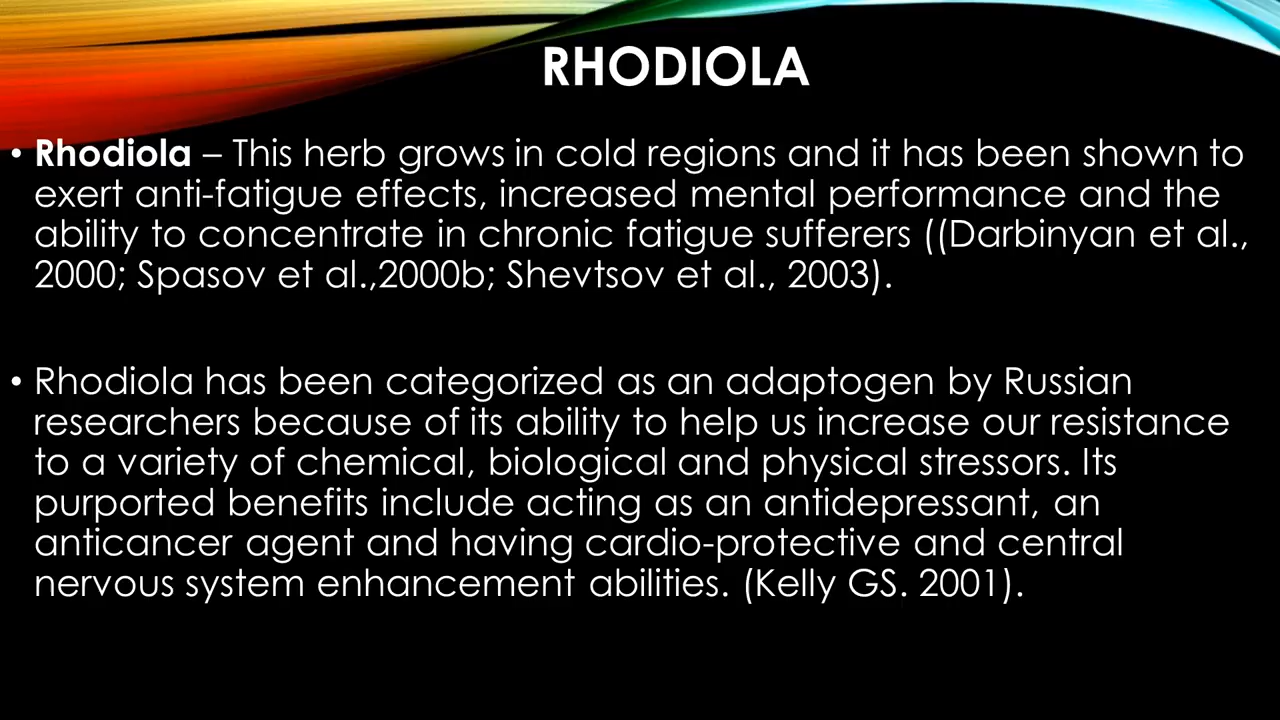 RHODIOLA
• Rhodiola – This herb grows in cold regions and it has been shown to
exert anti-fatigue effects, increased mental performance and the
ability to concentrate in chronic fatigue sufferers ((Darbinyan et al.,
2000; Spasov et al.,2000b; Shevtsov et al., 2003).
• Rhodiola has been categorized as an adaptogen by Russian
researchers because of its ability to help us increase our resistance
to a variety of chemical, biological and physical stressors. Its
purported benefits include acting as an antidepressant, an
anticancer agent and having cardio-protective and central
nervous system enhancement abilities. (Kelly GS. 2001).